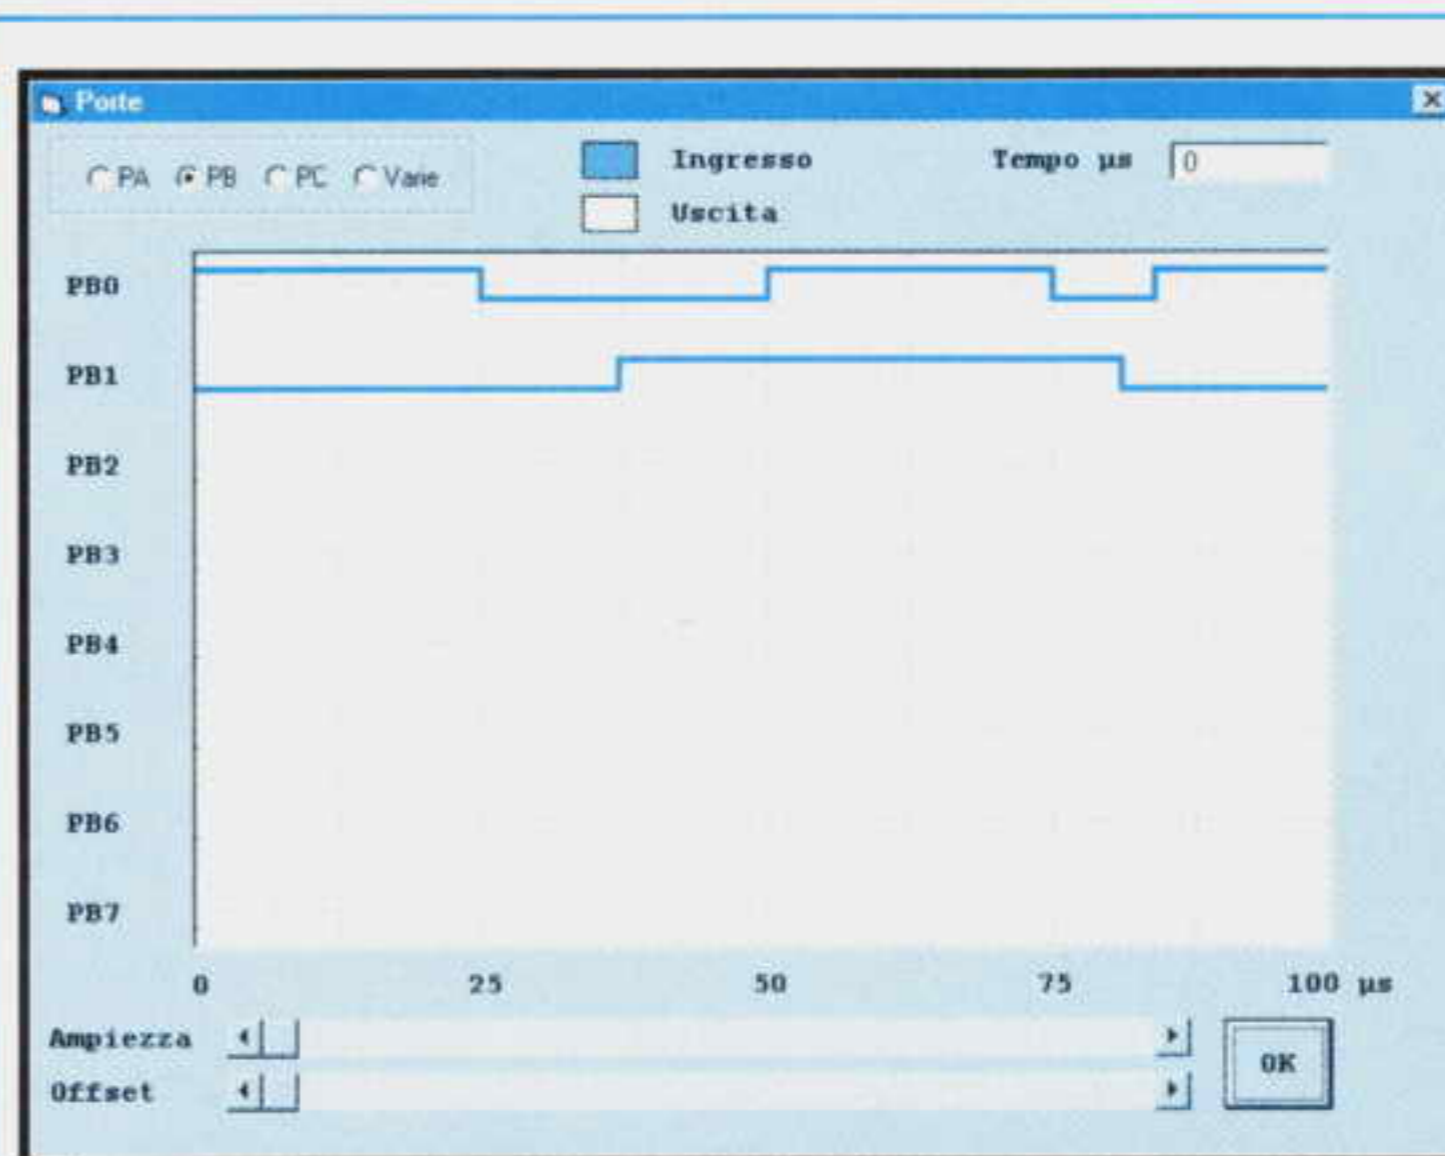 Porte
PA PB PC Varie
Ingresso
Tempo µs 0
Uscita
PB0
PB1
PB2
PB3
PB4
PB5
PB6
PB7
0 25 50 75 100 µs
Ampiezza
Offset
OK